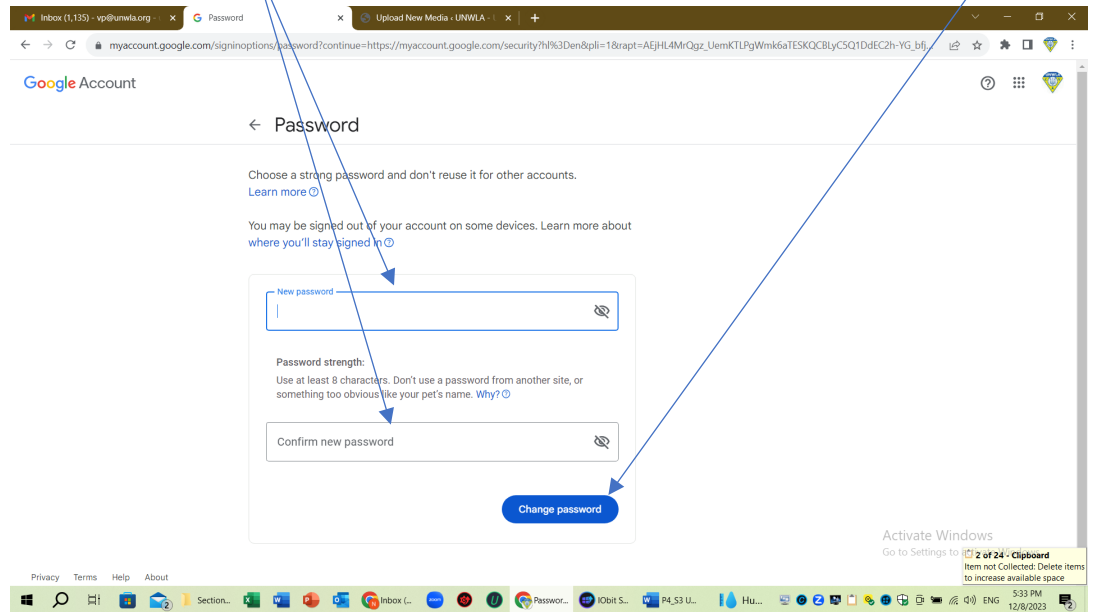 Inbox (1,135) - vp@unwla.org -
Password
Upload New Media ‹ UNWLA -
myaccount.google.com/signinoptions/password?continue=https://myaccount.google.com/security?hl%3Den&pli=1&rapt=AEjHL4MrQgz_UemKTLPgWmk6aTESKQCBLyC5Q1DdEC2h-YG_bfj...
Google Account
Password
Choose a strong password and don't reuse it for other accounts.
Learn more
You may be signed out of your account on some devices. Learn more about
where you'll stay signed in
New password
Password strength:
Use at least 8 characters. Don't use a password from another site, or
something too obvious like your pet's name. Why?
Confirm new password
Change password
Activate Windows
Go to Settings to
2 of 24 - Clipboard
Item not Collected: Delete items
to increase available space
Privacy Terms Help About
2
Section...
Inbox (...
zoom
Passwor...
IObit S...
P4_S3 U...
Hu...
ENG
5:33 PM
12/8/2023
2